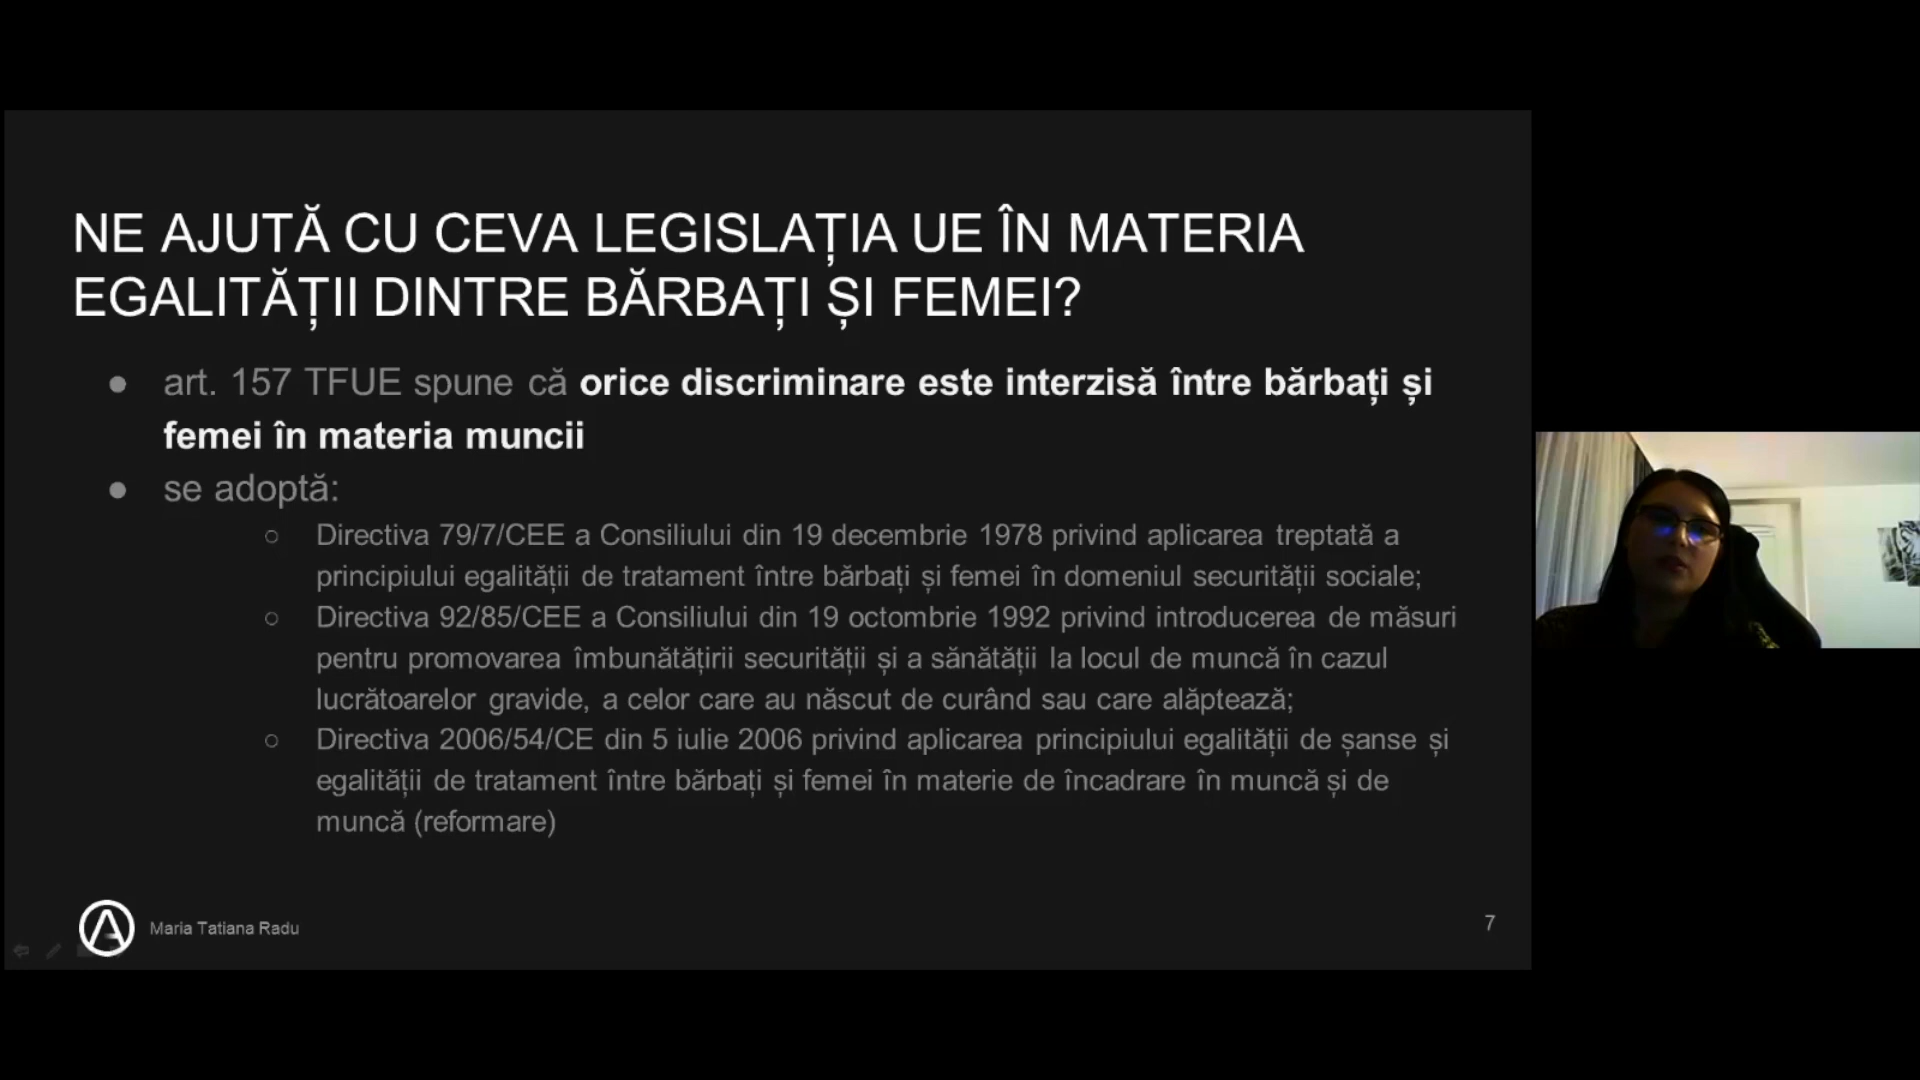 NE AJUTĂ CU CEVA LEGISLAȚIA UE ÎN MATERIA
EGALITĂȚII DINTRE BĂRBAȚI ȘI FEMEI?
● art. 157 TFUE spune că orice discriminare este interzisă între bărbați și
femei în materia muncii
● se adoptă:
○ Directiva 79/7/CEE a Consiliului din 19 decembrie 1978 privind aplicarea treptată a
principiului egalității de tratament între bărbați și femei în domeniul securității sociale;
○ Directiva 92/85/CEE a Consiliului din 19 octombrie 1992 privind introducerea de măsuri
pentru promovarea îmbunătățirii securității și a sănătății la locul de muncă în cazul
lucrătoarelor gravide, a celor care au născut de curând sau care alăptează;
○ Directiva 2006/54/CE din 5 iulie 2006 privind aplicarea principiului egalității de șanse și
egalității de tratament între bărbați și femei în materie de încadrare în muncă și de
muncă (reformare)
Maria Tatiana Radu
7